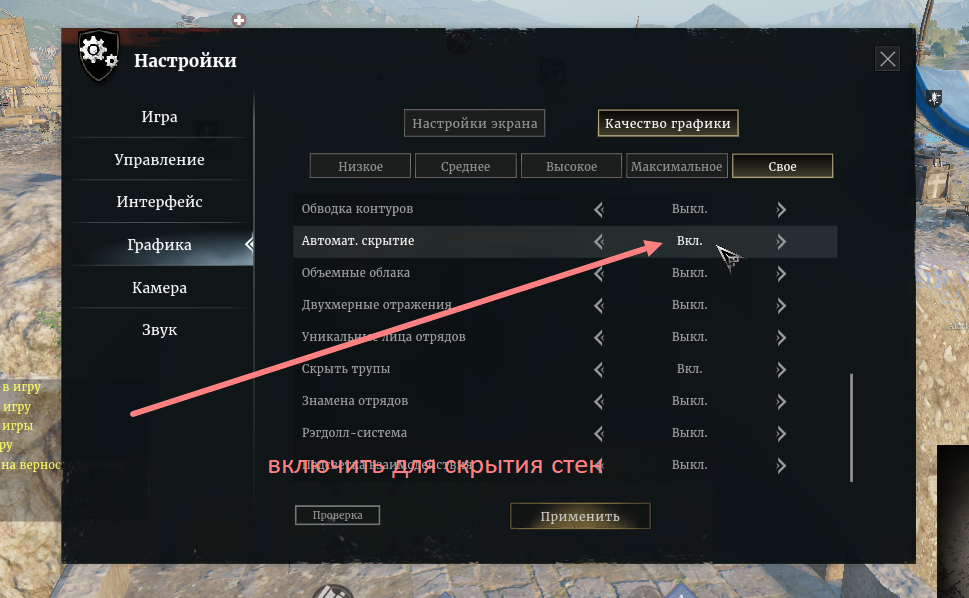 Настройки
Игра
Управление
Интерфейс
Графика
Камера
Звук
Настройки экрана
Качество графики
Низкое
Среднее
Высокое
Максимальное
Свое
Обводка контуров Выкл.
Автомат. скрытие Вкл.
Объемные облака Выкл.
Двухмерные отражения Выкл.
Уникальные лица отрядов Выкл.
Скрыть трупы Вкл.
Знамена отрядов Выкл.
Рэгдолл-система Выкл.
Выкл.
включить для скрытия стен
Проверка
Применить
в игру
игру
игры
ру
на вернос